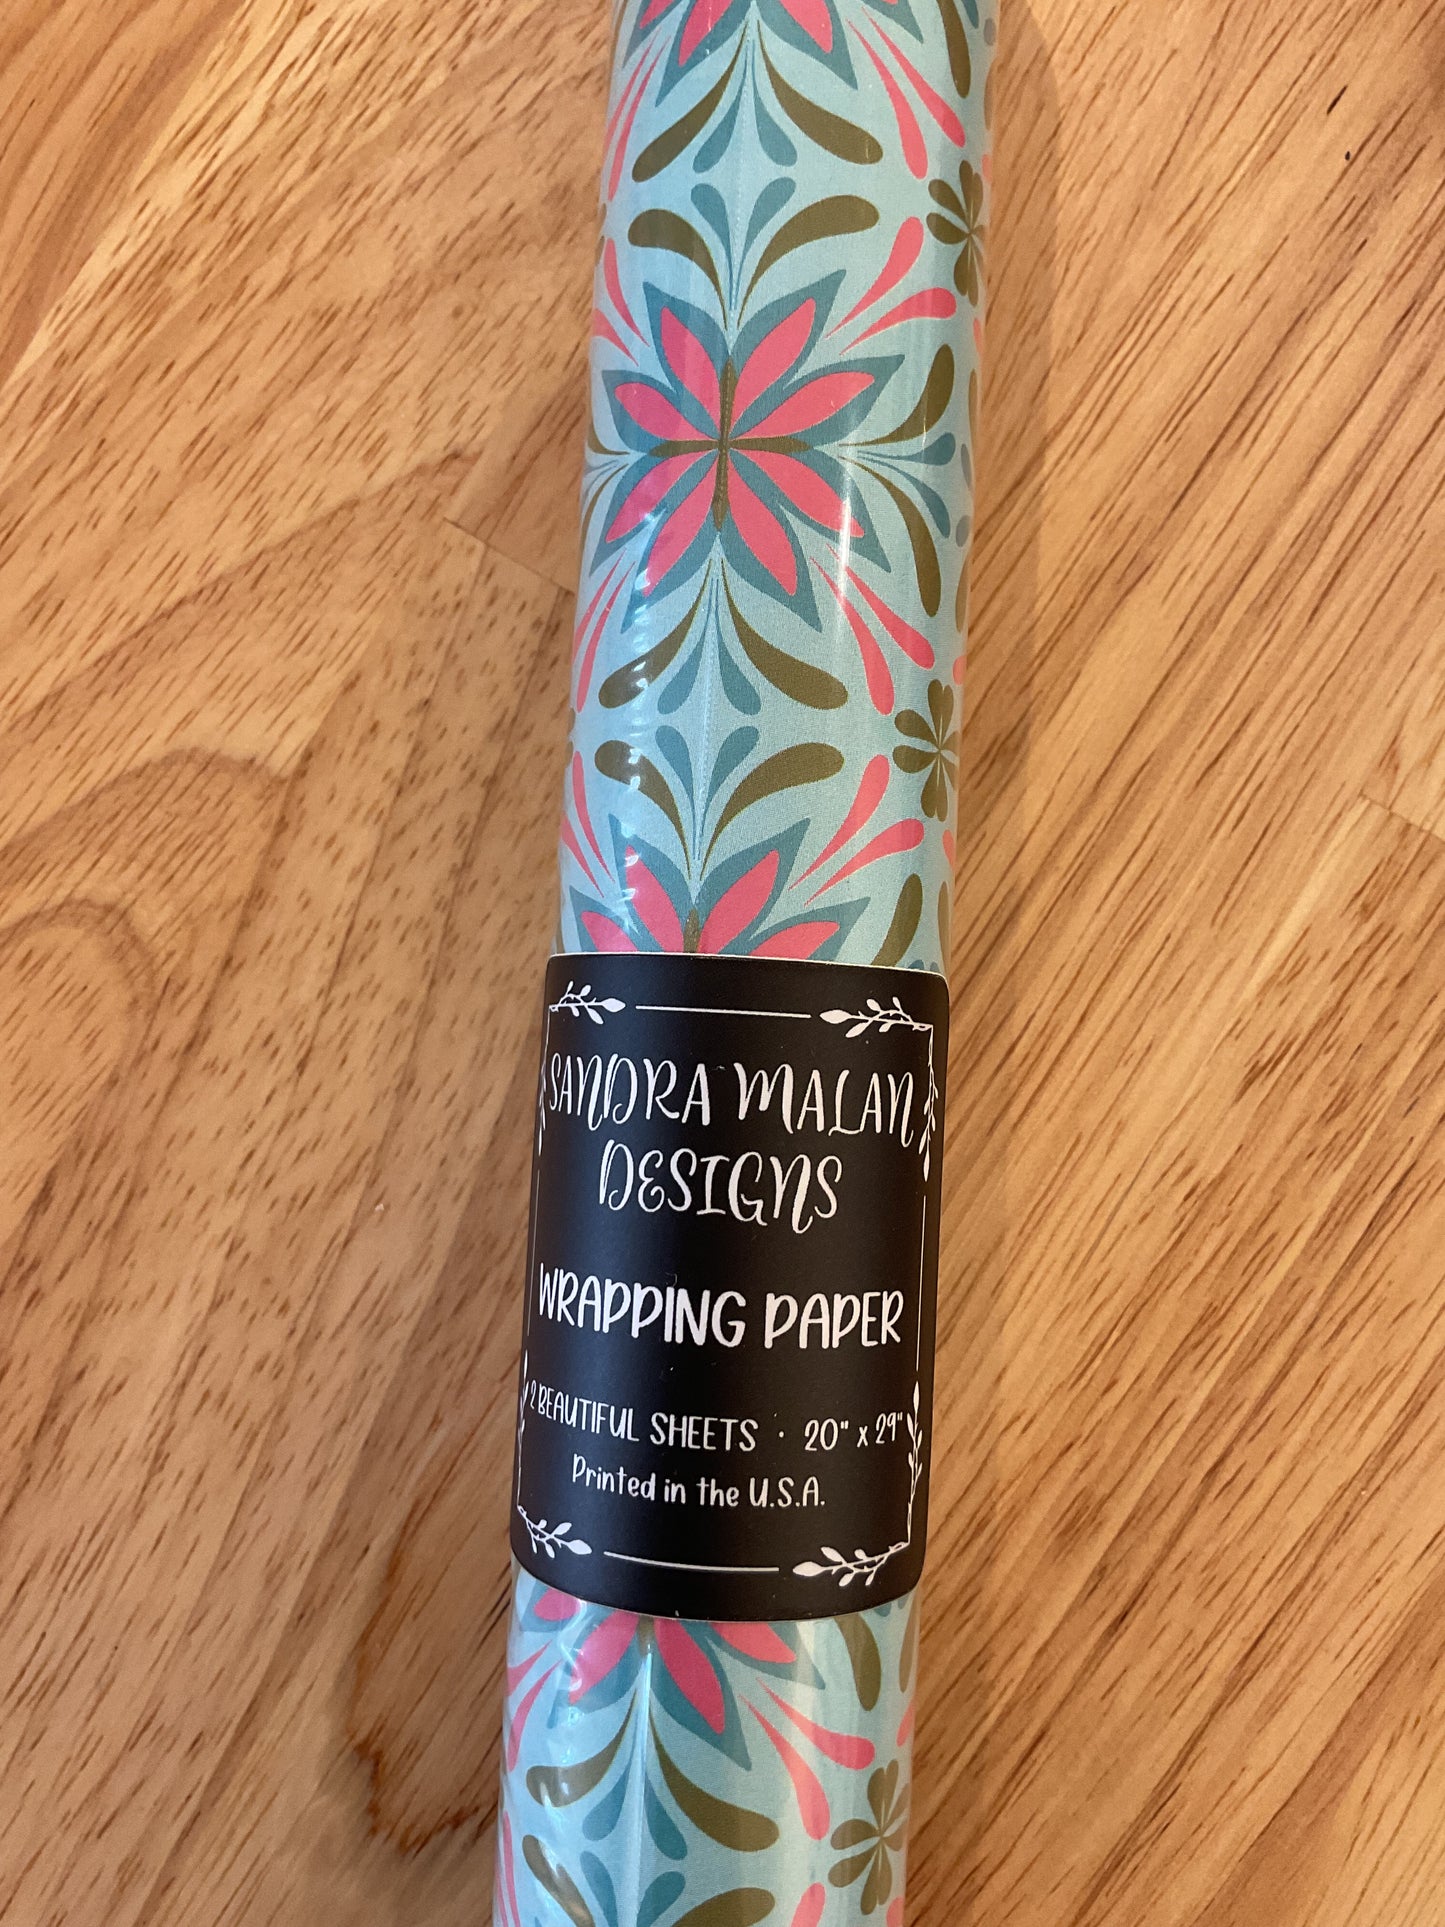 SANDRA MALAN
DESIGNS
WRAPPING PAPER
2 BEAUTIFUL SHEETS · 20" x 29"
Printed in the U.S.A.